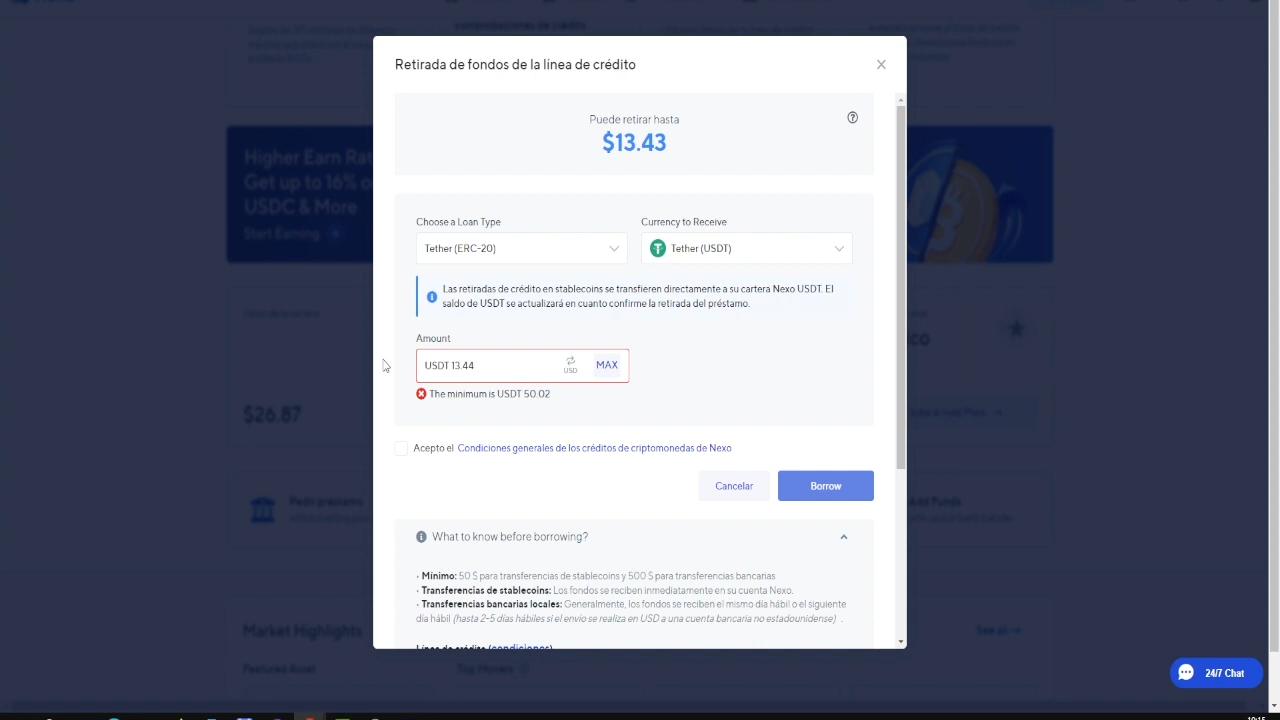 Retirada de fondos de la línea de crédito
Puede retirar hasta
$13.43
Choose a Loan Type
Currency to Receive
Tether (ERC-20)
Tether (USDT)
Las retiradas de crédito en stablecoins se transfieren directamente a su cartera Nexo USDT. El
saldo de USDT se actualizará en cuanto confirme la retirada del préstamo.
Amount
USDT 13.44
USD
MAX
The minimum is USDT 50.02
Acepto el Condiciones generales de los créditos de criptomonedas de Nexo
Cancelar
Borrow
What to know before borrowing?
• Mínimo: 50 $ para transferencias de stablecoins y 500 $ para transferencias bancarias
• Transferencias de stablecoins: Los fondos se reciben inmediatamente en su cuenta Nexo.
• Transferencias bancarias locales: Generalmente, los fondos se reciben el mismo día hábil o el siguiente
día hábil (hasta 2-5 días hábiles si el envío se realiza en USD a una cuenta bancaria no estadounidense) .
Línea de crédito (condiciones)
Higher Earn Rat
Get up to 16% o
USDC & More
Start Earning
$26.87
Pedir préstamo
Add Funds
Market Highlights
See all →
Featured Asset
Top Movers
24/7 Chat